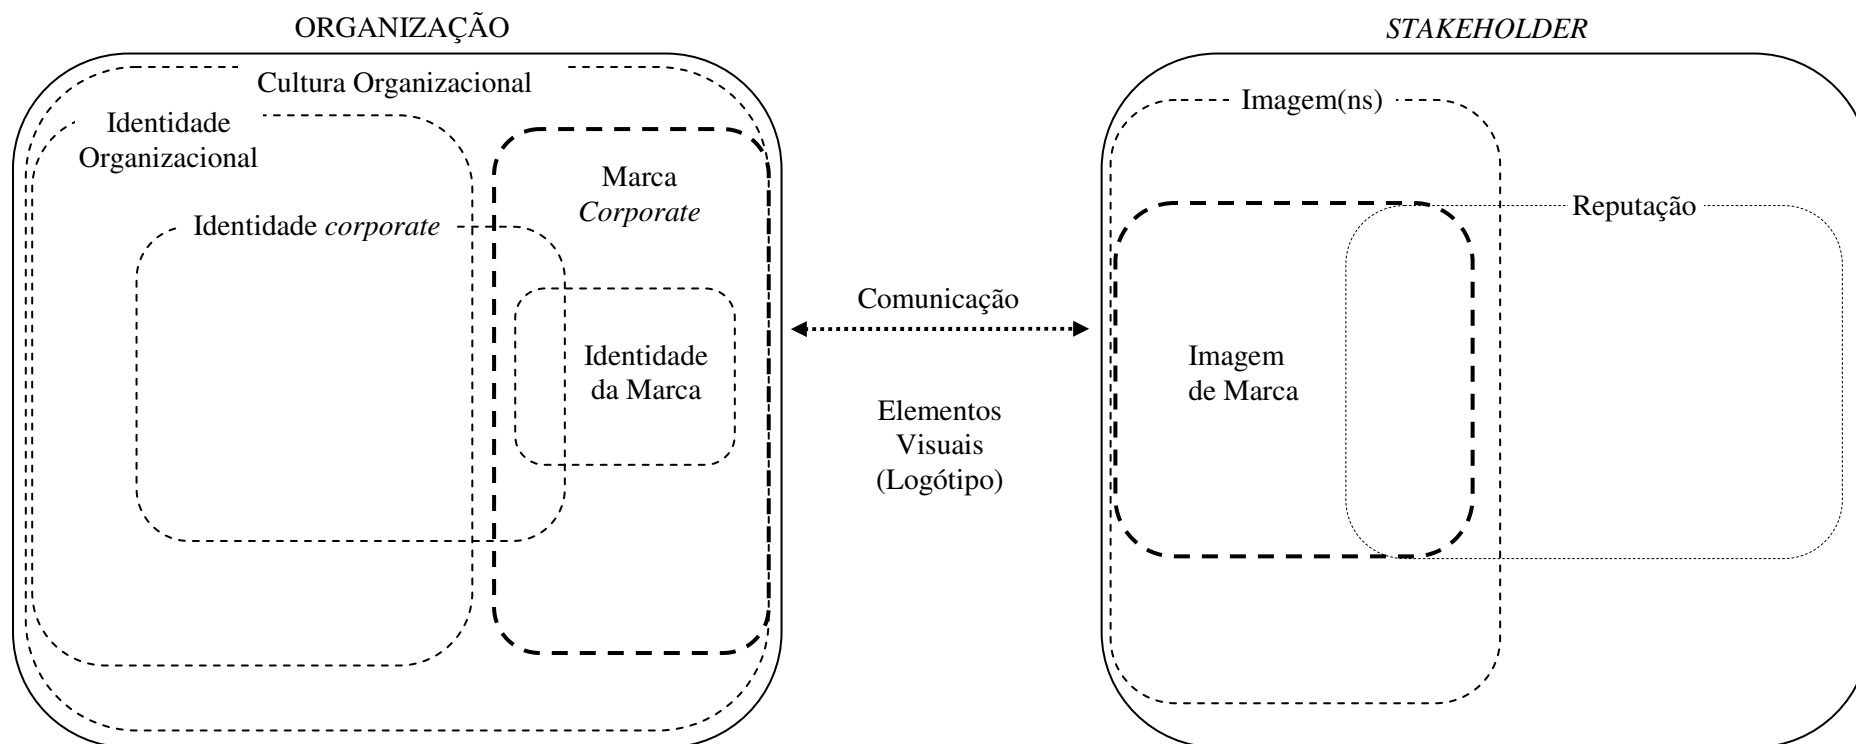 ORGANIZAÇÃO
Cultura Organizacional
Identidade
Organizacional
Identidade corporate
Marca
Corporate
Identidade
da Marca
Comunicação
Elementos
Visuais
(Logótipo)
STAKEHOLDER
Imagem(ns)
Reputação
Imagem
de Marca